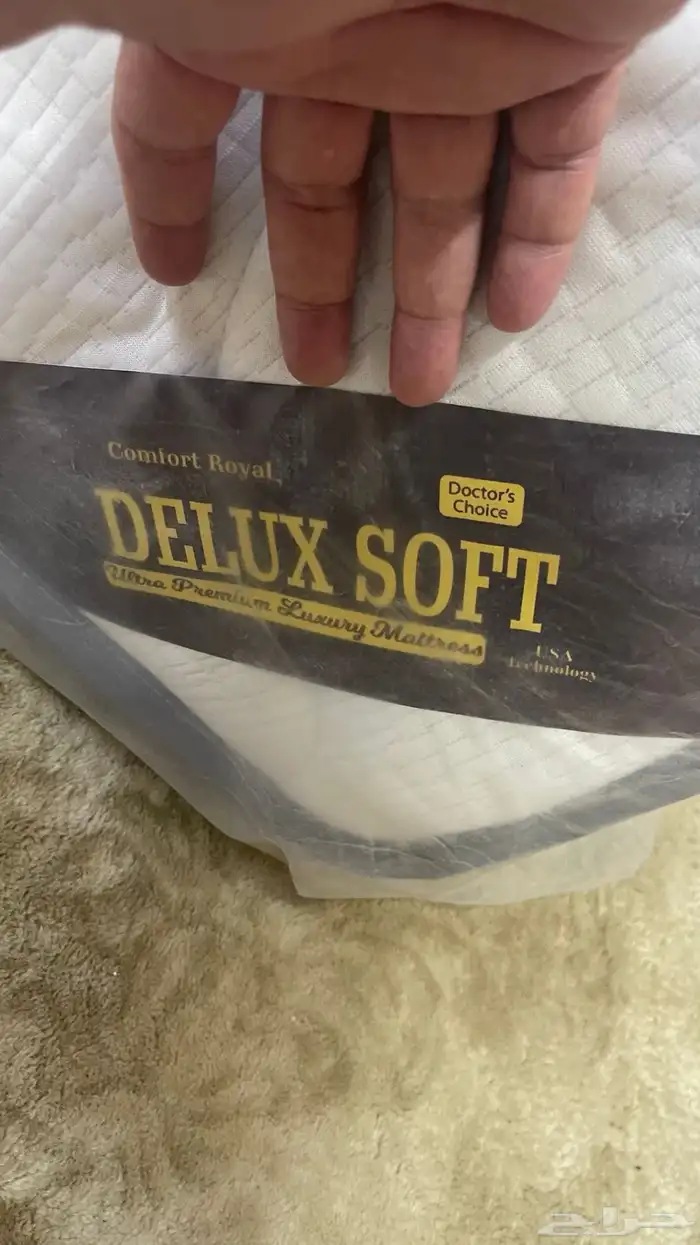 Comfort Royal
Doctor's
Choice
DELUX SOFT
Ultra Premium Luxury Mattress
USA
Technology
حراج